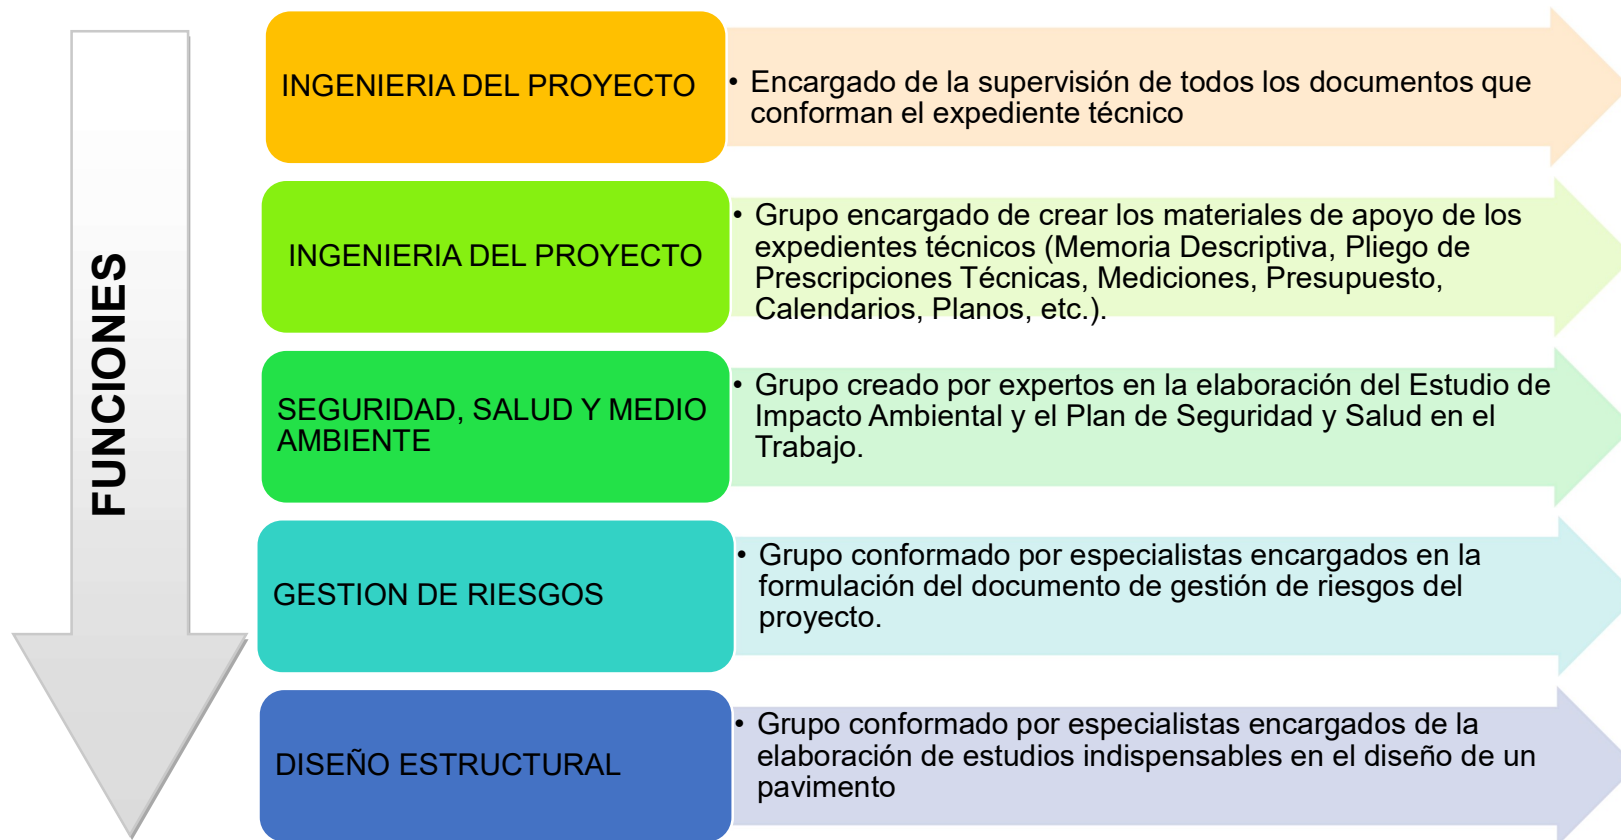 FUNCIONES
INGENIERIA DEL PROYECTO
• Encargado de la supervisión de todos los documentos que
conforman el expediente técnico
INGENIERIA DEL PROYECTO
• Grupo encargado de crear los materiales de apoyo de los
expedientes técnicos (Memoria Descriptiva, Pliego de
Prescripciones Técnicas, Mediciones, Presupuesto,
Calendarios, Planos, etc.).
SEGURIDAD, SALUD Y MEDIO
AMBIENTE
• Grupo creado por expertos en la elaboración del Estudio de
Impacto Ambiental y el Plan de Seguridad y Salud en el
Trabajo.
GESTION DE RIESGOS
• Grupo conformado por especialistas encargados en la
formulación del documento de gestión de riesgos del
proyecto.
DISEÑO ESTRUCTURAL
• Grupo conformado por especialistas encargados de la
elaboración de estudios indispensables en el diseño de un
pavimento